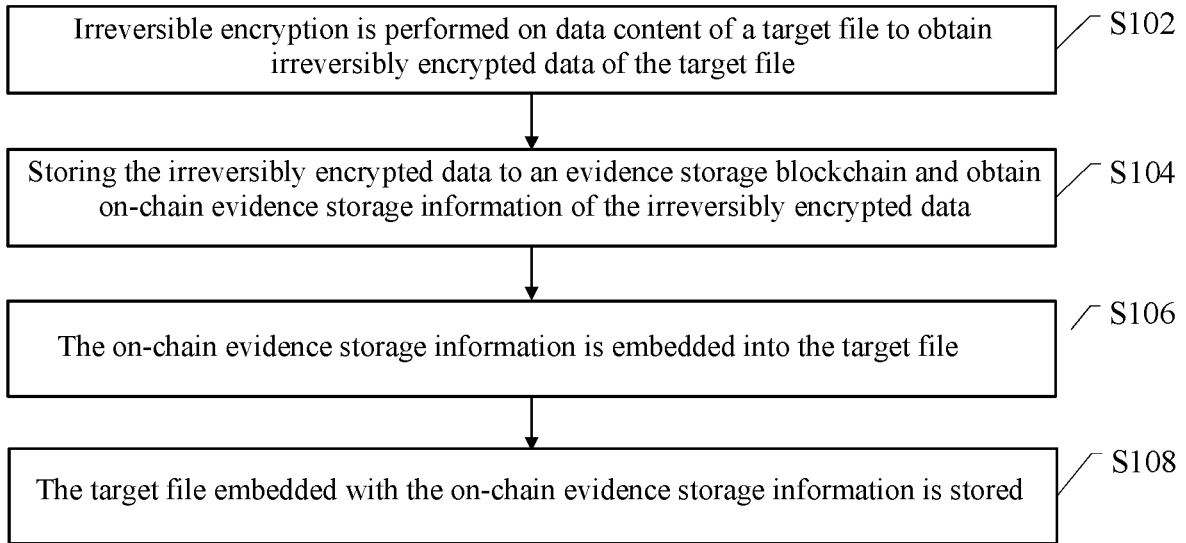 Irreversible encryption is performed on data content of a target file to obtain
irreversibly encrypted data of the target file
S102
Storing the irreversibly encrypted data to an evidence storage blockchain and obtain
on-chain evidence storage information of the irreversibly encrypted data
S104
The on-chain evidence storage information is embedded into the target file
S106
The target file embedded with the on-chain evidence storage information is stored
S108